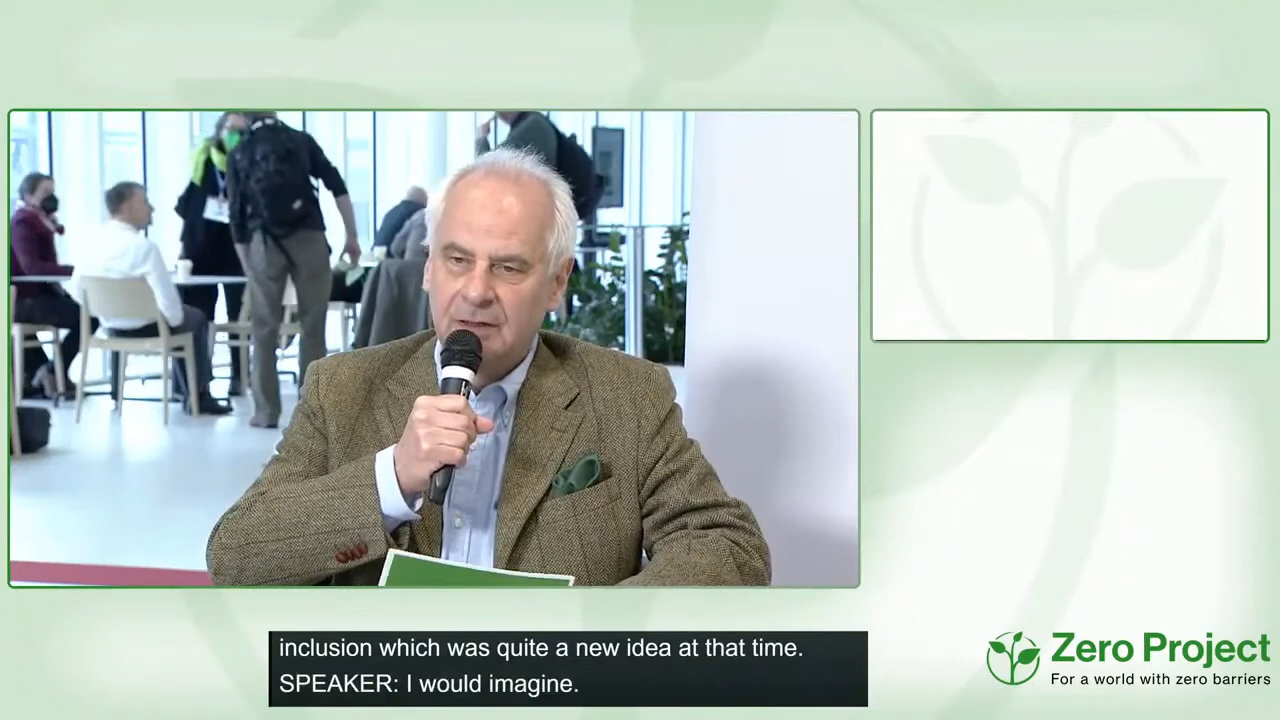 inclusion which was quite a new idea at that time.
SPEAKER: I would imagine.
Zero Project
For a world with zero barriers